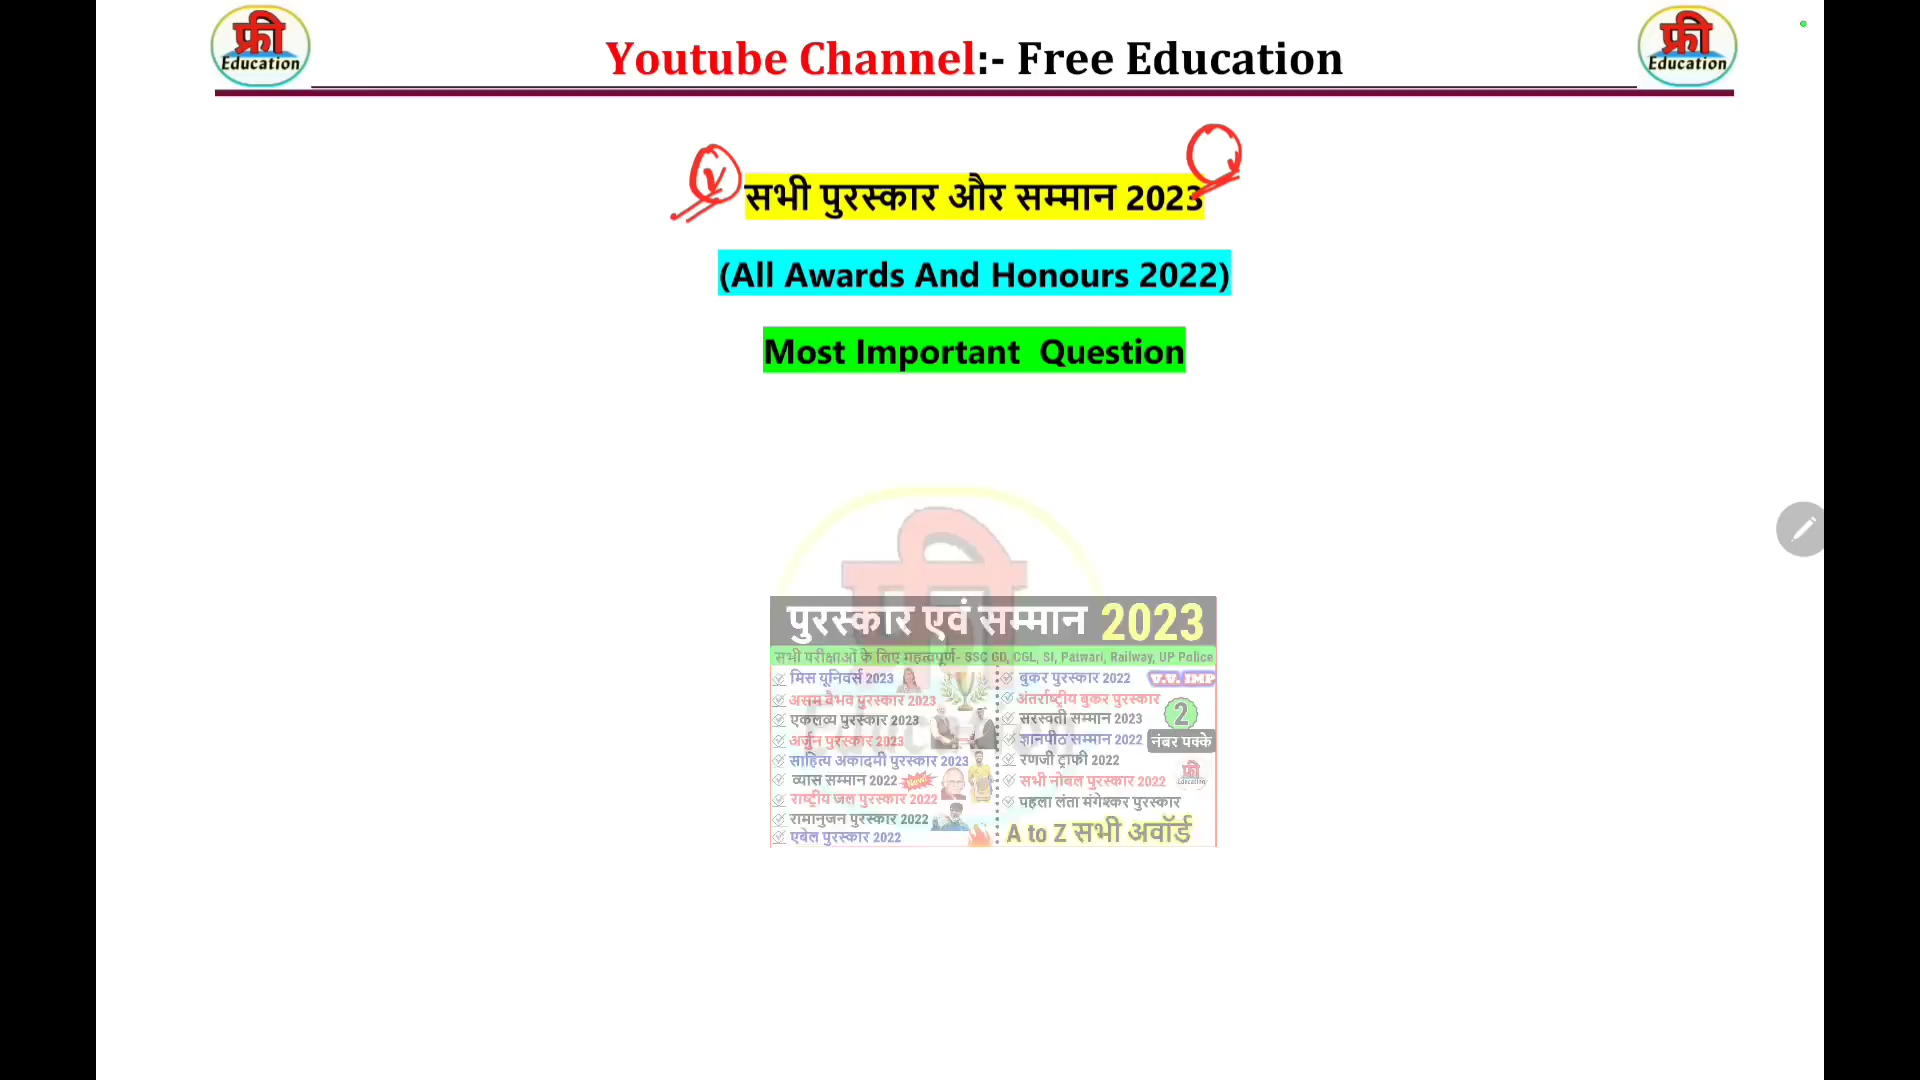 फ्री
Education
Youtube Channel:- Free Education
फ्री
Education
सभी पुरस्कार और सम्मान 2023
(All Awards And Honours 2022)
Most Important Question
पुरस्कार एवं सम्मान 2023
सभी परीक्षाओं के लिए महत्वपूर्ण- SSC GD, CGL, SI, Patwari, Railway, UP Police
मिस यूनिवर्स 2023
असम वैभव पुरस्कार 2023
एकलव्य पुरस्कार 2023
अर्जुन पुरस्कार 2023
साहित्य अकादमी पुरस्कार 2023
व्यास सम्मान 2022 New
राष्ट्रीय जल पुरस्कार 2022
रामानुजन पुरस्कार 2022
एबेल पुरस्कार 2022
बुकर पुरस्कार 2022 V.V. IMP
अंतर्राष्ट्रीय बुकर पुरस्कार
सरस्वती सम्मान 2023 2
ज्ञानपीठ सम्मान 2022 नंबर पक्के
रणजी ट्राफी 2022
सभी नोबल पुरस्कार 2022
फ्री
Education
पहला लता मंगेश्कर पुरस्कार
A to Z सभी अवॉर्ड
फ्री
Education